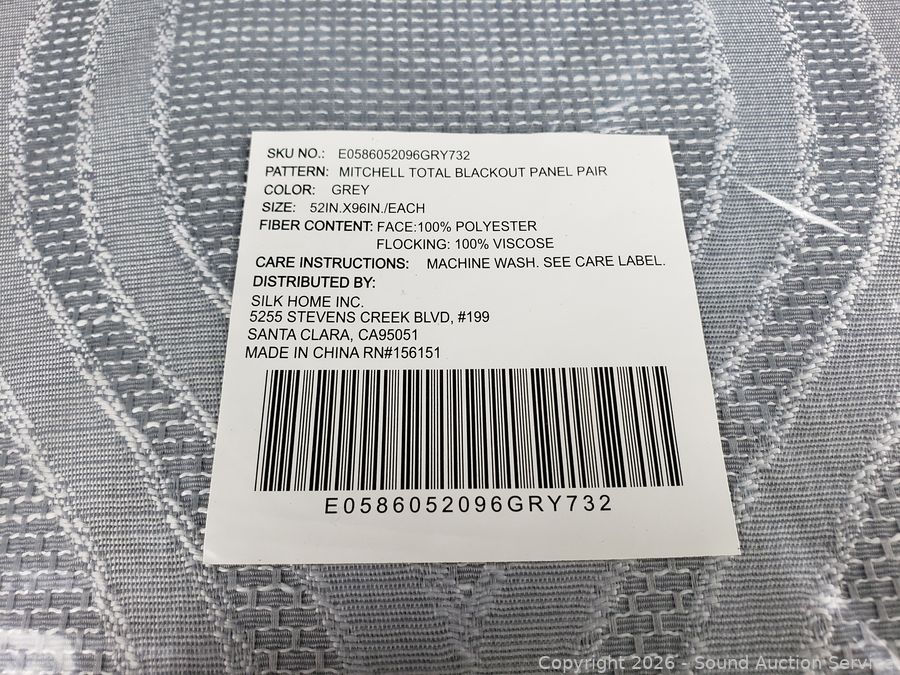 SKU NO.: E0586052096GRY732
PATTERN: MITCHELL TOTAL BLACKOUT PANEL PAIR
COLOR: GREY
SIZE: 52IN.X96IN./EACH
FIBER CONTENT: FACE:100% POLYESTER
FLOCKING: 100% VISCOSE
CARE INSTRUCTIONS: MACHINE WASH. SEE CARE LABEL.
DISTRIBUTED BY:
SILK HOME INC.
5255 STEVENS CREEK BLVD, #199
SANTA CLARA, CA95051
MADE IN CHINA RN#156151
E0586052096GRY732
Copyright 2026 - Sound Auction Service